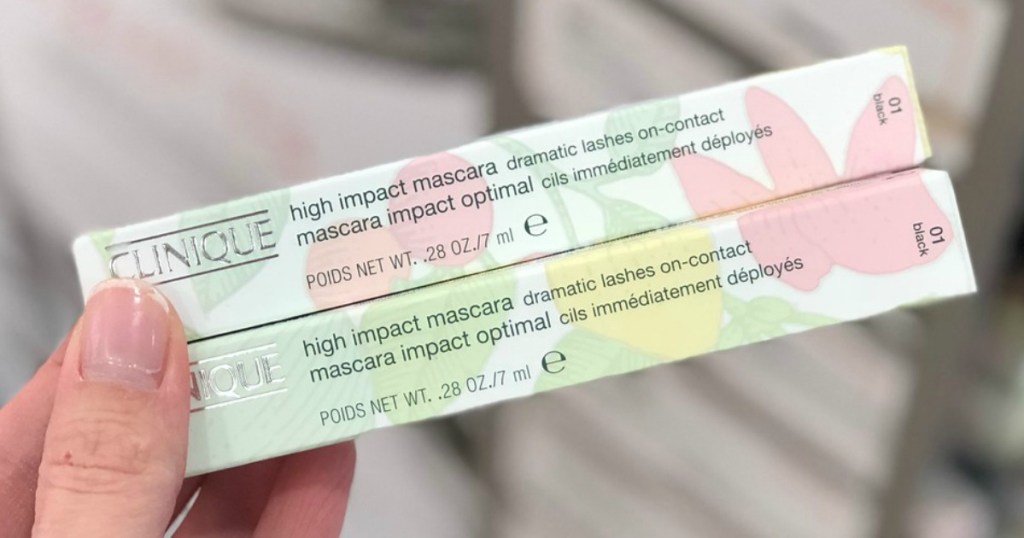 CLINIQUE
high impact mascara dramatic lashes on-contact
mascara impact optimal cils immédiatement déployés
POIDS NET WT. .28 OZ./7 ml ℮
01
black
NIQUE
high impact mascara dramatic lashes on-contact
mascara impact optimal cils immédiatement déployés
POIDS NET WT. .28 OZ./7 ml ℮
01
black